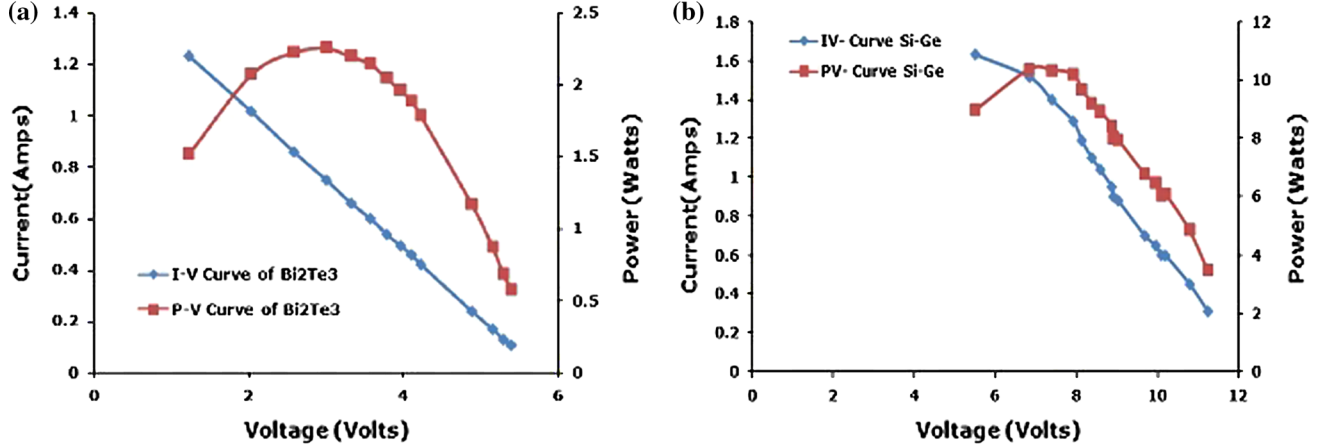 (a)
1.4
1.2
1
0.8
0.6
0.4
0.2
0
Current(Amps)
I-V Curve of Bi2Te3
P-V Curve of Bi2Te3
2.5
2
1.5
1
0.5
0
Power(Watts)
0 2 4 6
Voltage(Volts)
(b)
1.8
1.6
1.4
1.2
1
0.8
0.6
0.4
0.2
0
Current(Amps)
IV- Curve Si-Ge
PV- Curve Si-Ge
12
10
8
6
4
2
0
Power(Watts)
0 2 4 6 8 10 12
Voltage(Volts)